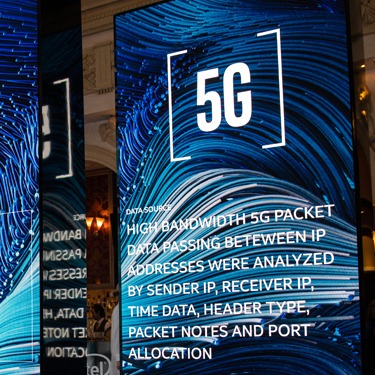 5G
DATA SOURCE
HIGH BANDWIDTH 5G PACKET
DATA PASSING BETEWEEN IP
ADDRESSES WERE ANALYZED
BY SENDER IP, RECEIVER IP,
TIME DATA, HEADER TYPE,
PACKET NOTES AND PORT
ALLOCATION